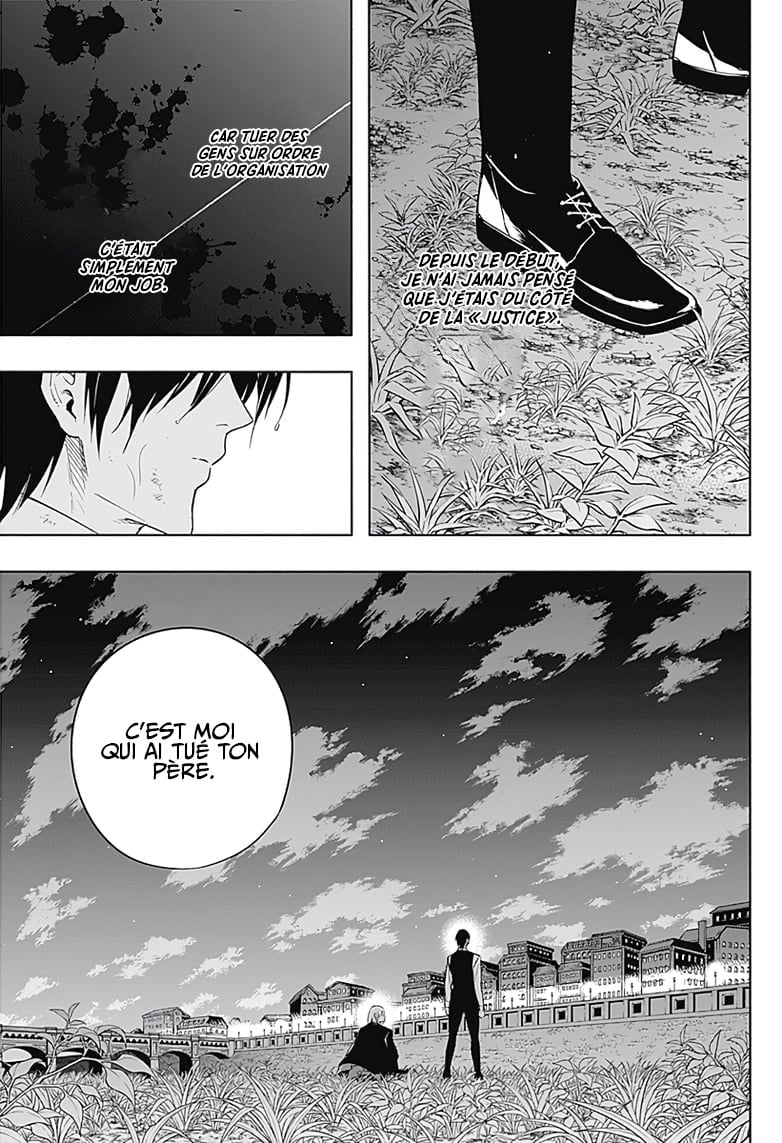 DEPUIS LE DÉBUT,
JE N'AI JAMAIS PENSÉ
QUE J'ÉTAIS DU CÔTÉ
DE LA «JUSTICE».
CAR TUER DES
GENS SUR ORDRE
DE L'ORGANISATION
C'ÉTAIT
SIMPLEMENT
MON JOB.
C'EST MOI
QUI AI TUÉ TON
PÈRE.